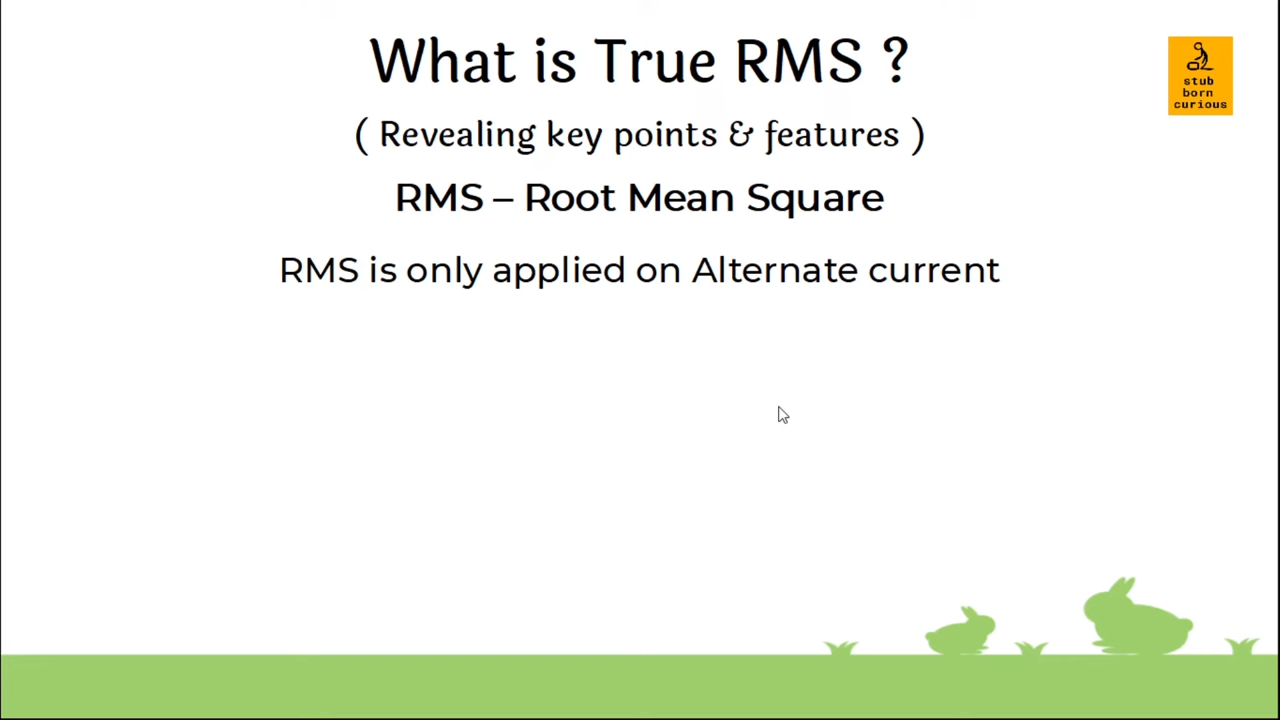 What is True RMS ?
( Revealing key points & features )
RMS – Root Mean Square
RMS is only applied on Alternate current
stub
born
curious